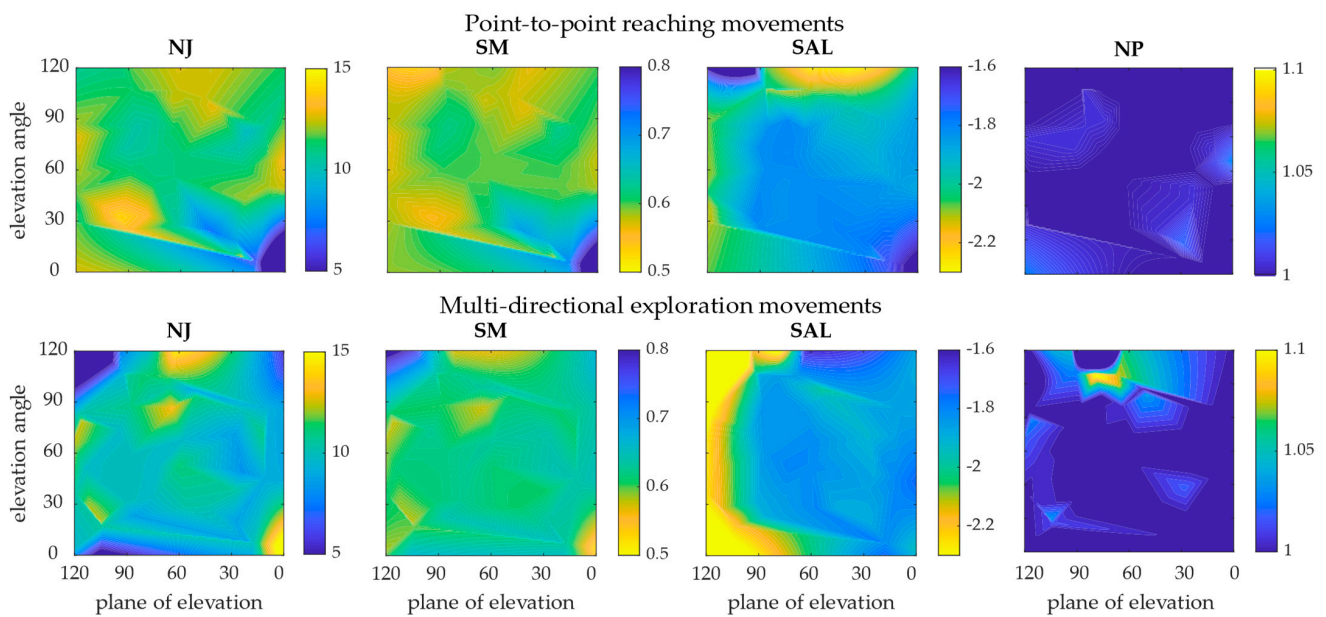 Point-to-point reaching movements
NJ SM SAL NP
120 15 0.8 -1.6 1.1
90 0.7 -1.8
elevation angle 60 10 -2 1.05
30 0.6 -2.2
0 5 0.5 1
Multi-directional exploration movements
NJ SM SAL
120 15 0.8 -1.6 1.1
90 0.7 -1.8
elevation angle 60 10 -2 1.05
30 0.6 -2.2
0 5 0.5 1
120 90 60 30 0 120 90 60 30 0 120 90 60 30 0 120 90 60 30 0
plane of elevation plane of elevation plane of elevation plane of elevation